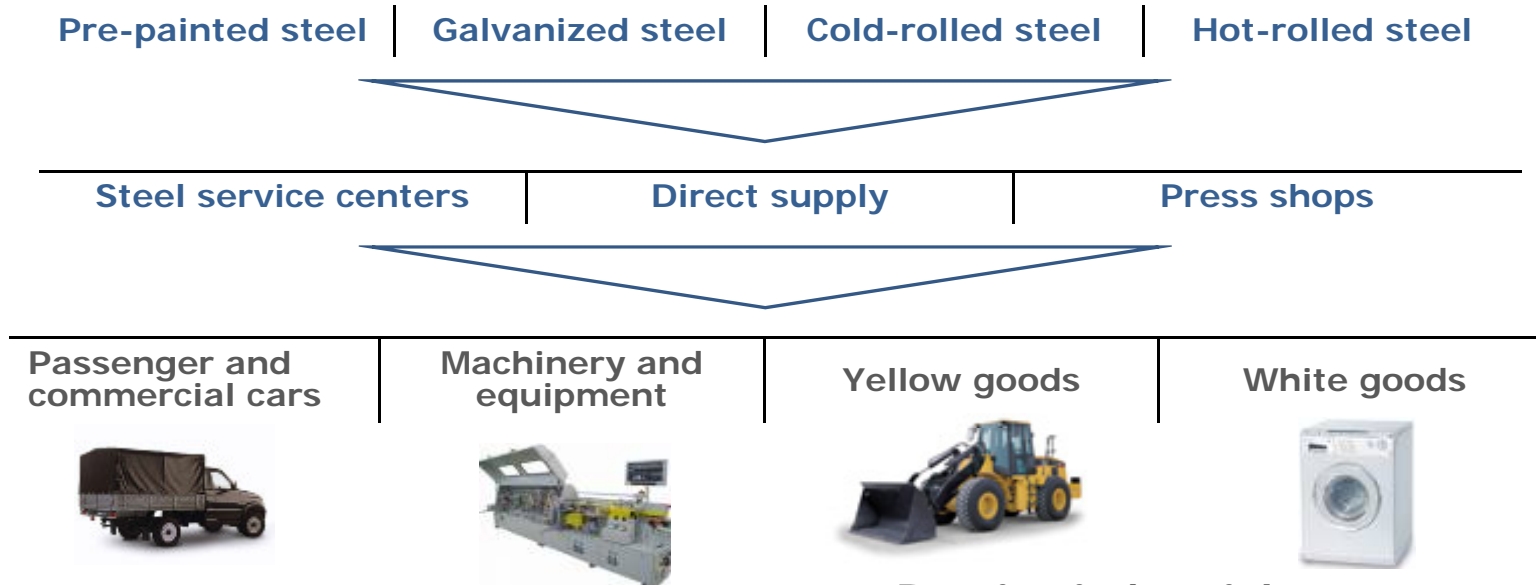 Pre-painted steel Galvanized steel Cold-rolled steel Hot-rolled steel
Steel service centers Direct supply Press shops
Passenger and
commercial cars
Machinery and
equipment
Yellow goods
White goods